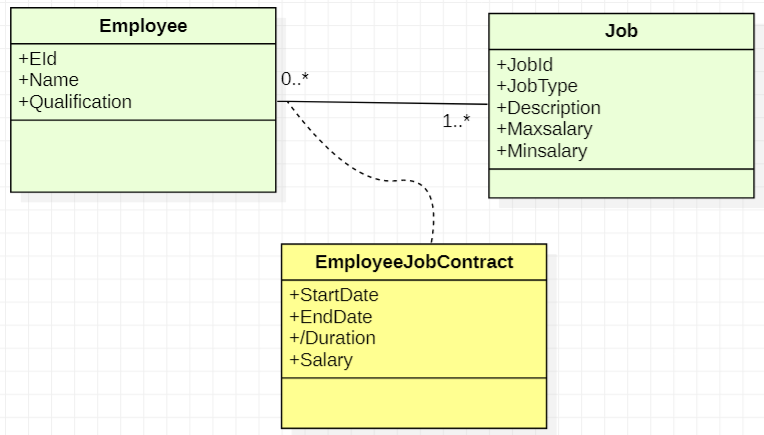 Employee
+EId
+Name
+Qualification
0..*
1..*
Job
+JobId
+JobType
+Description
+Maxsalary
+Minsalary
EmployeeJobContract
+StartDate
+EndDate
+/Duration
+Salary